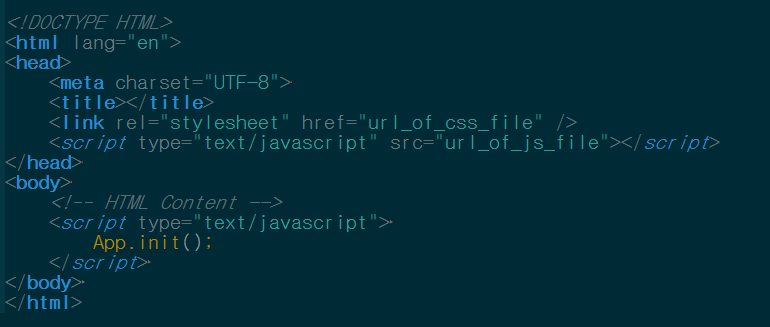 <!DOCTYPE HTML>
<html lang="en">
<head>
    <meta charset="UTF-8">
    <title></title>
    <link rel="stylesheet" href="url_of_css_file" />
    <script type="text/javascript" src="url_of_js_file"></script>
</head>
<body>
    <!-- HTML Content -->
    <script type="text/javascript">
        App.init();
    </script>
</body>
</html>